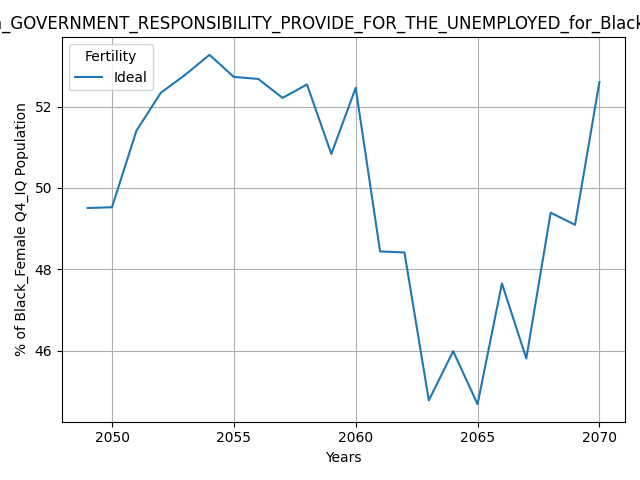 _GOVERNMENT_RESPONSIBILITY_PROVIDE_FOR_THE_UNEMPLOYED_for_Black
Fertility
Ideal
% of Black_Female Q4_IQ Population
52
50
48
46
2050 2055 2060 2065 2070
Years